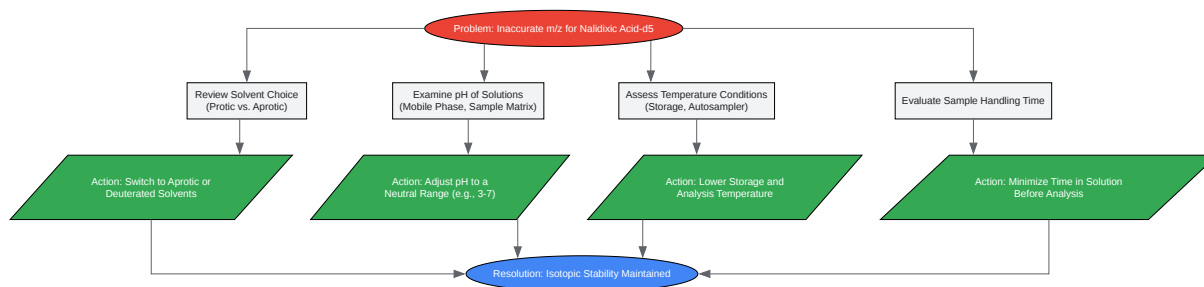 Problem: Inaccurate m/z for Nalidixic Acid-d5
Review Solvent Choice
(Protic vs. Aprotic)
Examine pH of Solutions
(Mobile Phase, Sample Matrix)
Assess Temperature Conditions
(Storage, Autosampler)
Evaluate Sample Handling Time
Action: Switch to Aprotic or
Deuterated Solvents
Action: Adjust pH to a
Neutral Range (e.g., 3-7)
Action: Lower Storage and
Analysis Temperature
Action: Minimize Time in Solution
Before Analysis
Resolution: Isotopic Stability Maintained